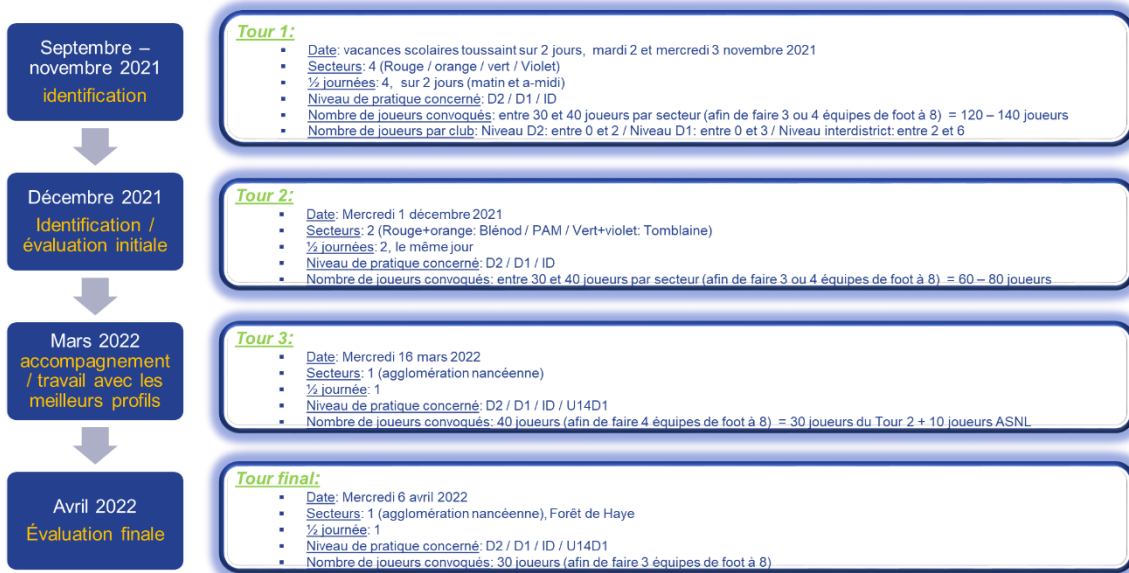 Septembre –
novembre 2021
identification
Tour 1:
Date: vacances scolaires toussaint sur 2 jours, mardi 2 et mercredi 3 novembre 2021
Secteurs: 4 (Rouge / orange / vert / Violet)
½ journées: 4, sur 2 jours (matin et a-midi)
Niveau de pratique concerné: D2 / D1 / ID
Nombre de joueurs convoqués: entre 30 et 40 joueurs par secteur (afin de faire 3 ou 4 équipes de foot à 8) = 120 – 140 joueurs
Nombre de joueurs par club: Niveau D2: entre 0 et 2 / Niveau D1: entre 0 et 3 / Niveau interdistrict: entre 2 et 6
Décembre 2021
Identification /
évaluation initiale
Tour 2:
Date: Mercredi 1 décembre 2021
Secteurs: 2 (Rouge+orange: Blénod / PAM / Vert+violet: Tomblaine)
½ journées: 2, le même jour
Niveau de pratique concerné: D2 / D1 / ID
Nombre de joueurs convoqués: entre 30 et 40 joueurs par secteur (afin de faire 3 ou 4 équipes de foot à 8) = 60 – 80 joueurs
Mars 2022
accompagnement
/ travail avec les
meilleurs profils
Tour 3:
Date: Mercredi 16 mars 2022
Secteurs: 1 (agglomération nancéenne)
½ journée: 1
Niveau de pratique concerné: D2 / D1 / ID / U14D1
Nombre de joueurs convoqués: 40 joueurs (afin de faire 4 équipes de foot à 8) = 30 joueurs du Tour 2 + 10 joueurs ASNL
Avril 2022
Évaluation finale
Tour final:
Date: Mercredi 6 avril 2022
Secteurs: 1 (agglomération nancéenne), Forêt de Haye
½ journée: 1
Niveau de pratique concerné: D2 / D1 / ID / U14D1
Nombre de joueurs convoqués: 30 joueurs (afin de faire 3 équipes de foot à 8)